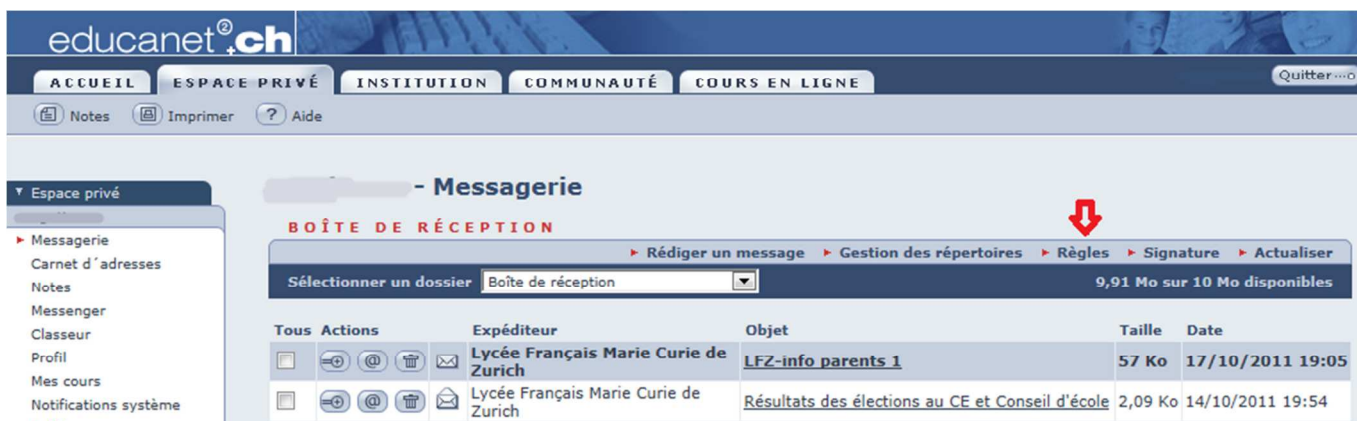 educanet².ch
ACCUEIL ESPACE PRIVÉ INSTITUTION COMMUNAUTÉ COURS EN LIGNE Quitter
Notes Imprimer ? Aide
Espace privé
- Messagerie
BOÎTE DE RÉCEPTION
Messagerie
Carnet d´adresses
Notes
Messenger
Classeur
Profil
Mes cours
Notifications système
Rédiger un message Gestion des répertoires Règles Signature Actualiser
Sélectionner un dossier Boîte de réception 9,91 Mo sur 10 Mo disponibles
Tous Actions Expéditeur Objet Taille Date
Lycée Français Marie Curie de Zurich LFZ-info parents 1 57 Ko 17/10/2011 19:05
Lycée Français Marie Curie de Zurich Résultats des élections au CE et Conseil d'école 2,09 Ko 14/10/2011 19:54